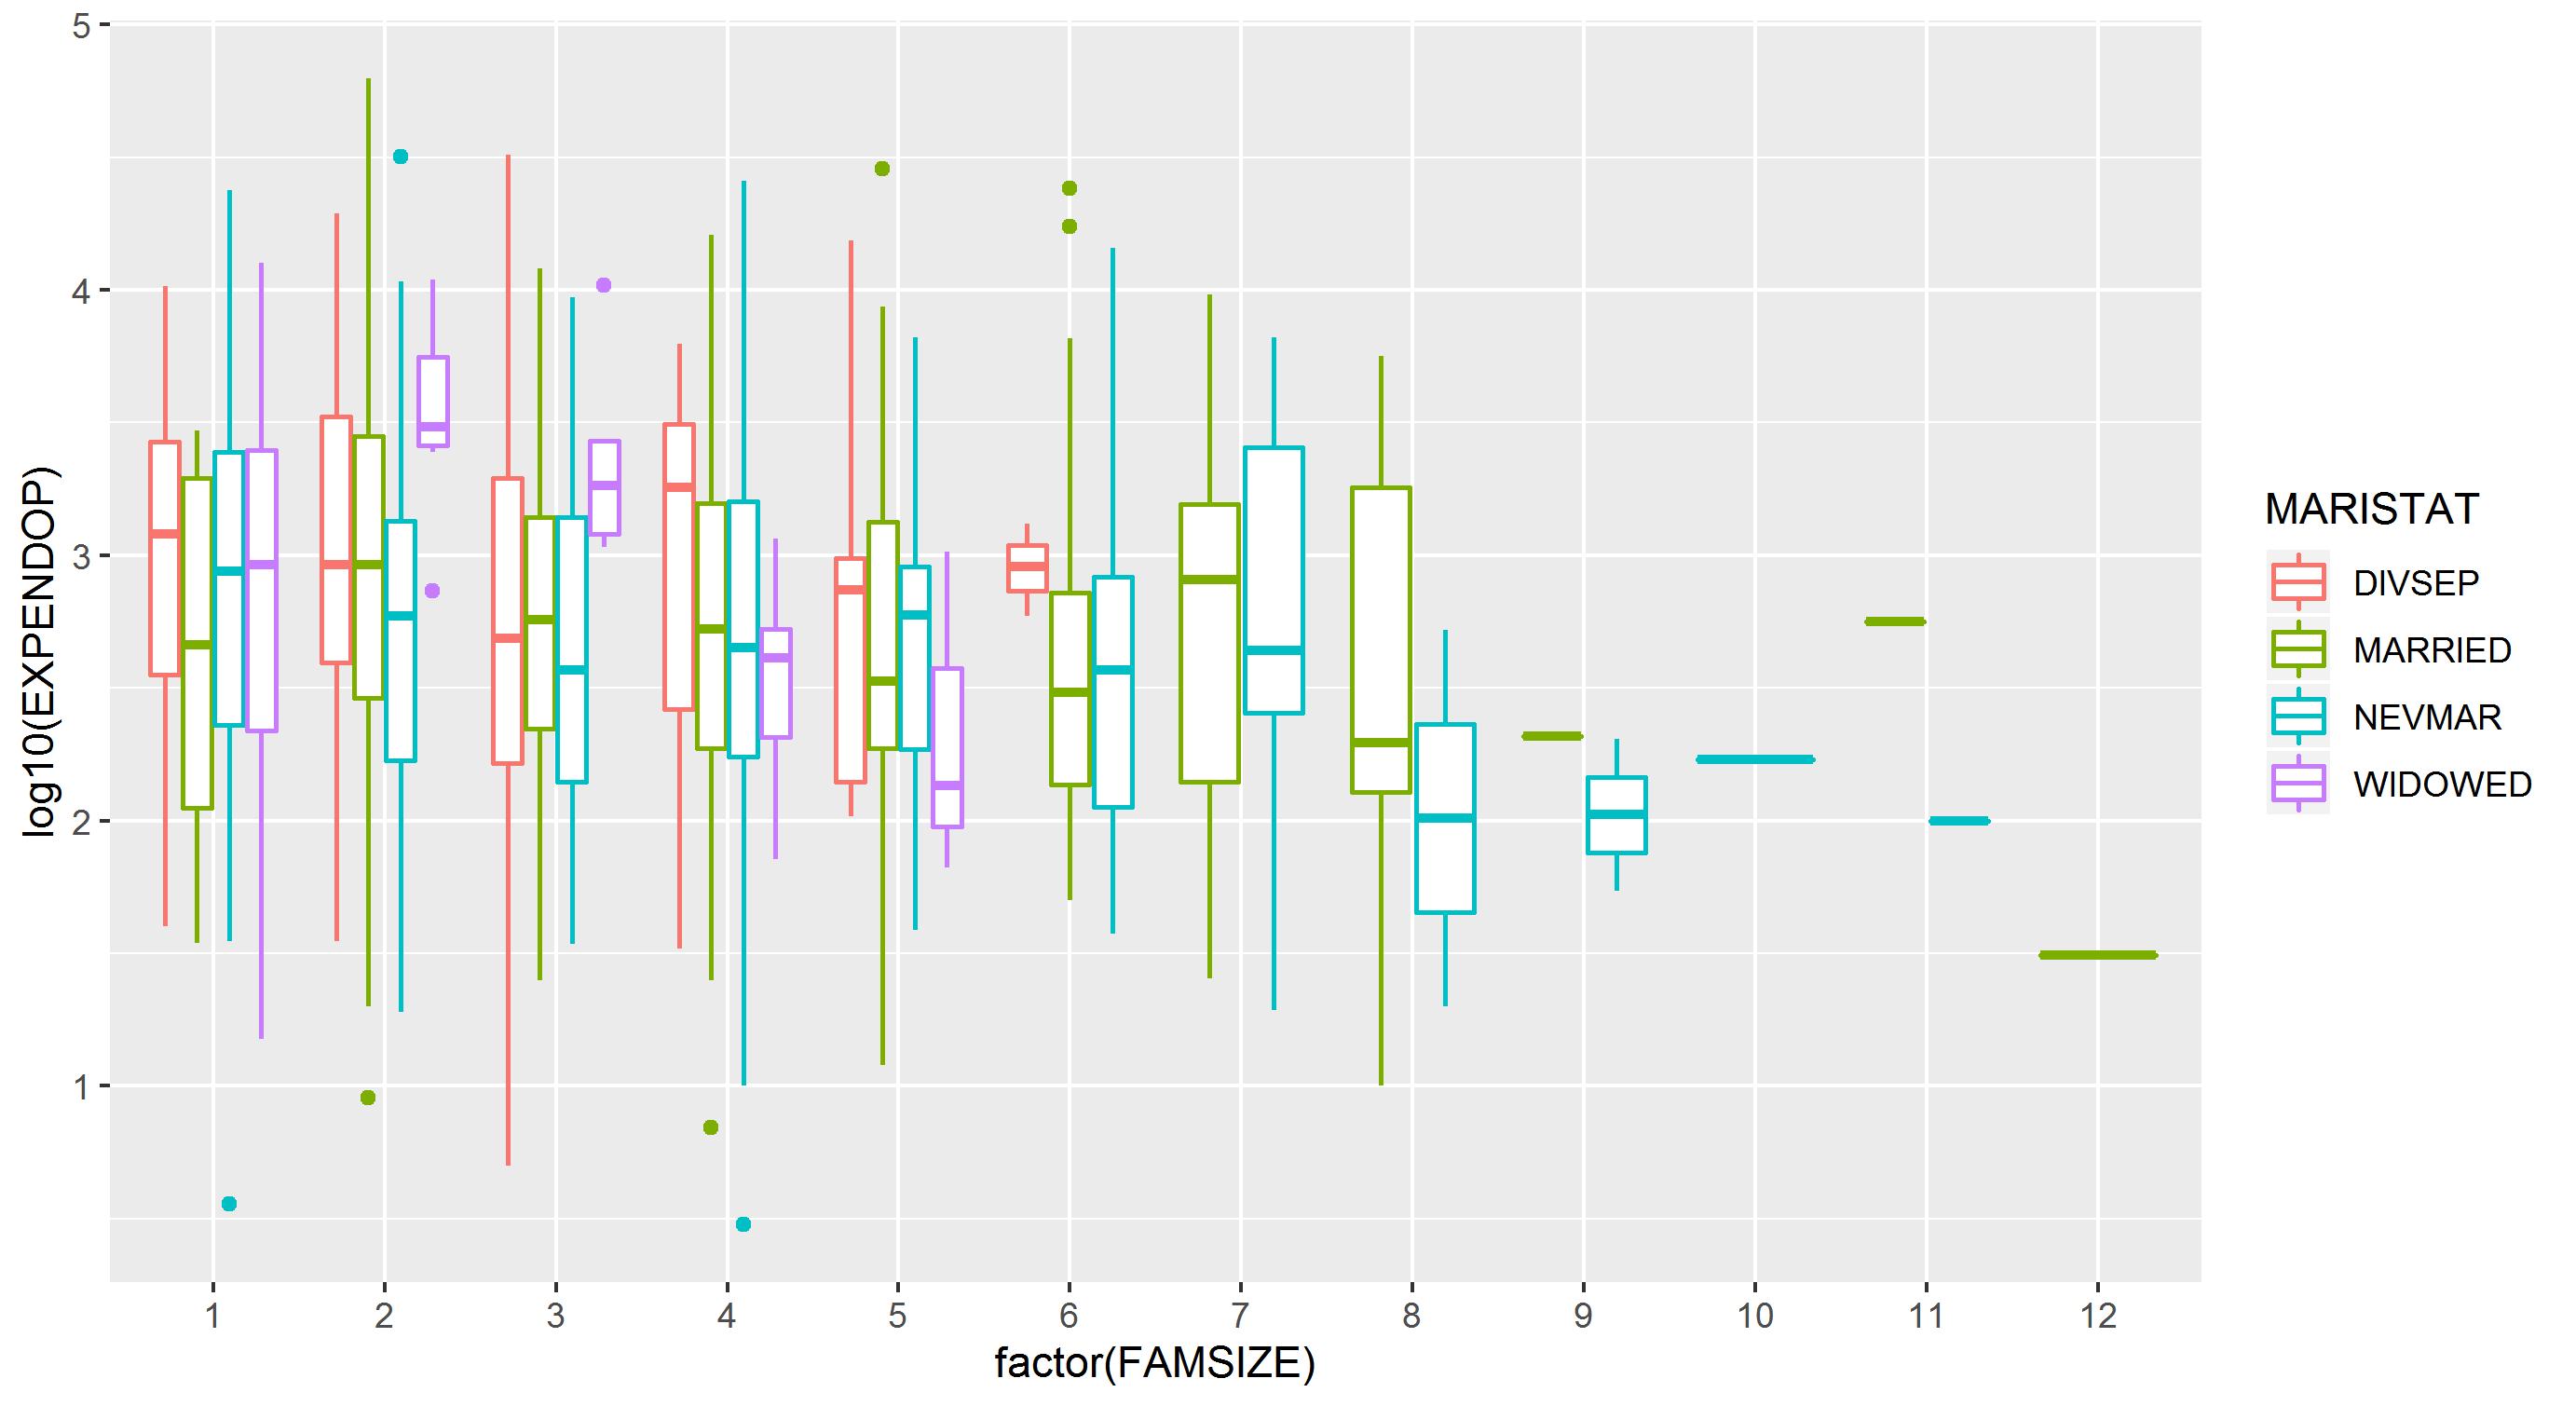 5
4
3
2
1
log10(EXPENDOP)
1 2 3 4 5 6 7 8 9 10 11 12
factor(FAMSIZE)
MARISTAT
DIVSEP
MARRIED
NEVMAR
WIDOWED